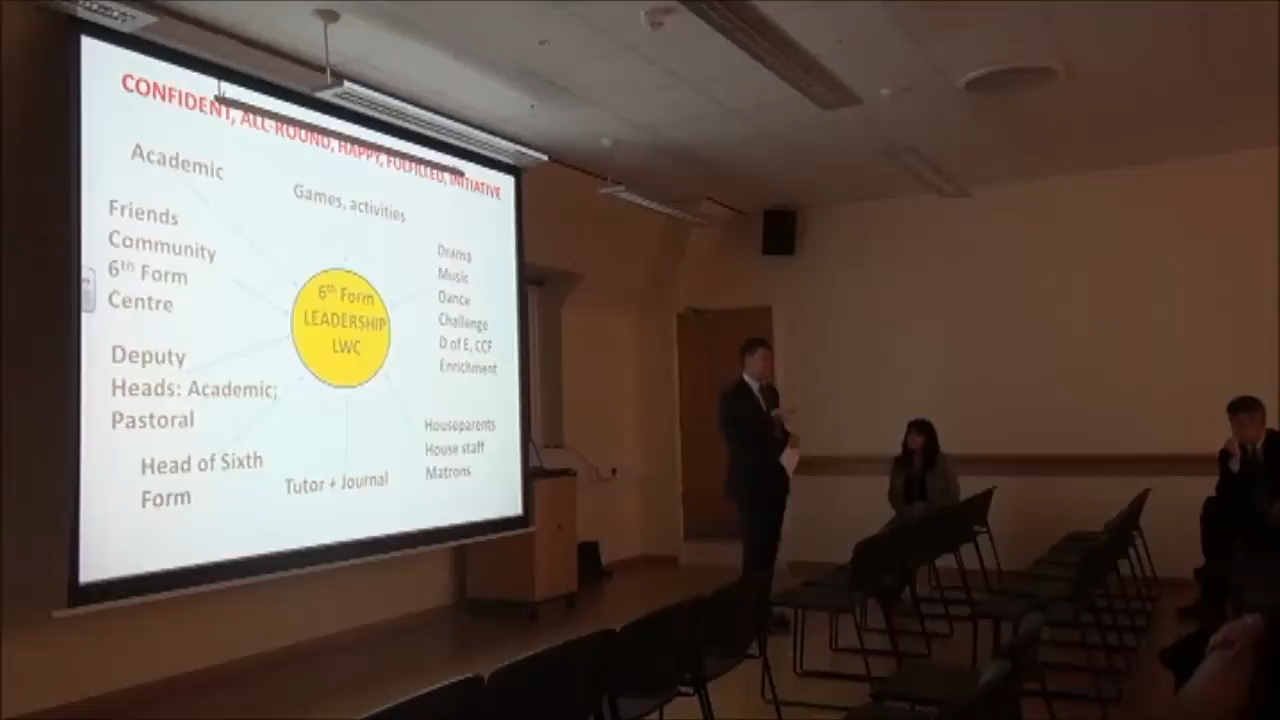 CONFIDENT, ALL-ROUND, HAPPY, FULFILLED, INITIATIVE
Academic
Games, activities
Friends
Community
6th Form
Centre
Drama
Music
Dance
Challenge
D of E, CCF
Enrichment
6th Form
LEADERSHIP
LWC
Deputy
Heads: Academic;
Pastoral
Houseparents
House staff
Matrons
Head of Sixth
Form
Tutor + Journal